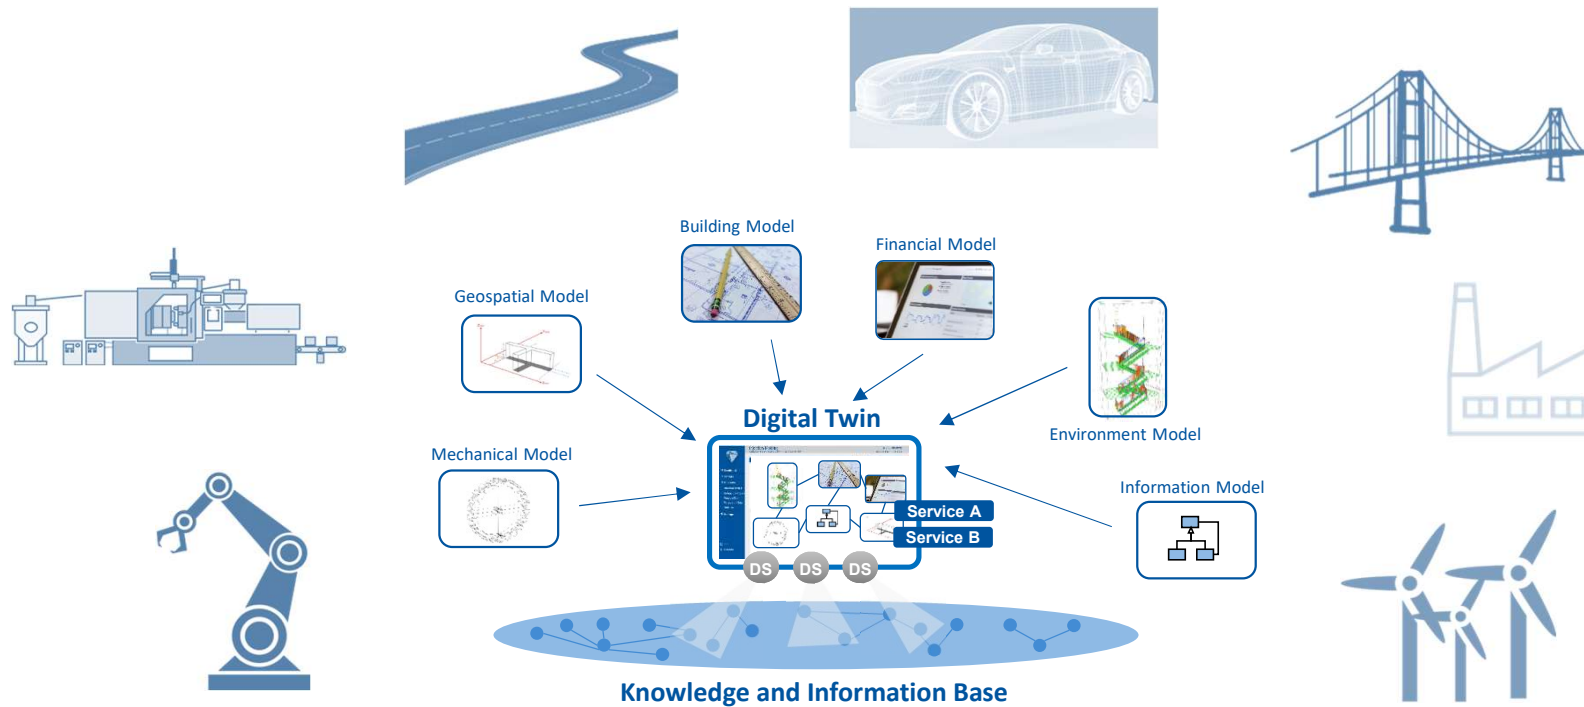 Building Model
Financial Model
Geospatial Model
Digital Twin
Environment Model
Mechanical Model
Information Model
Service A
Service B
DS DS DS
Knowledge and Information Base